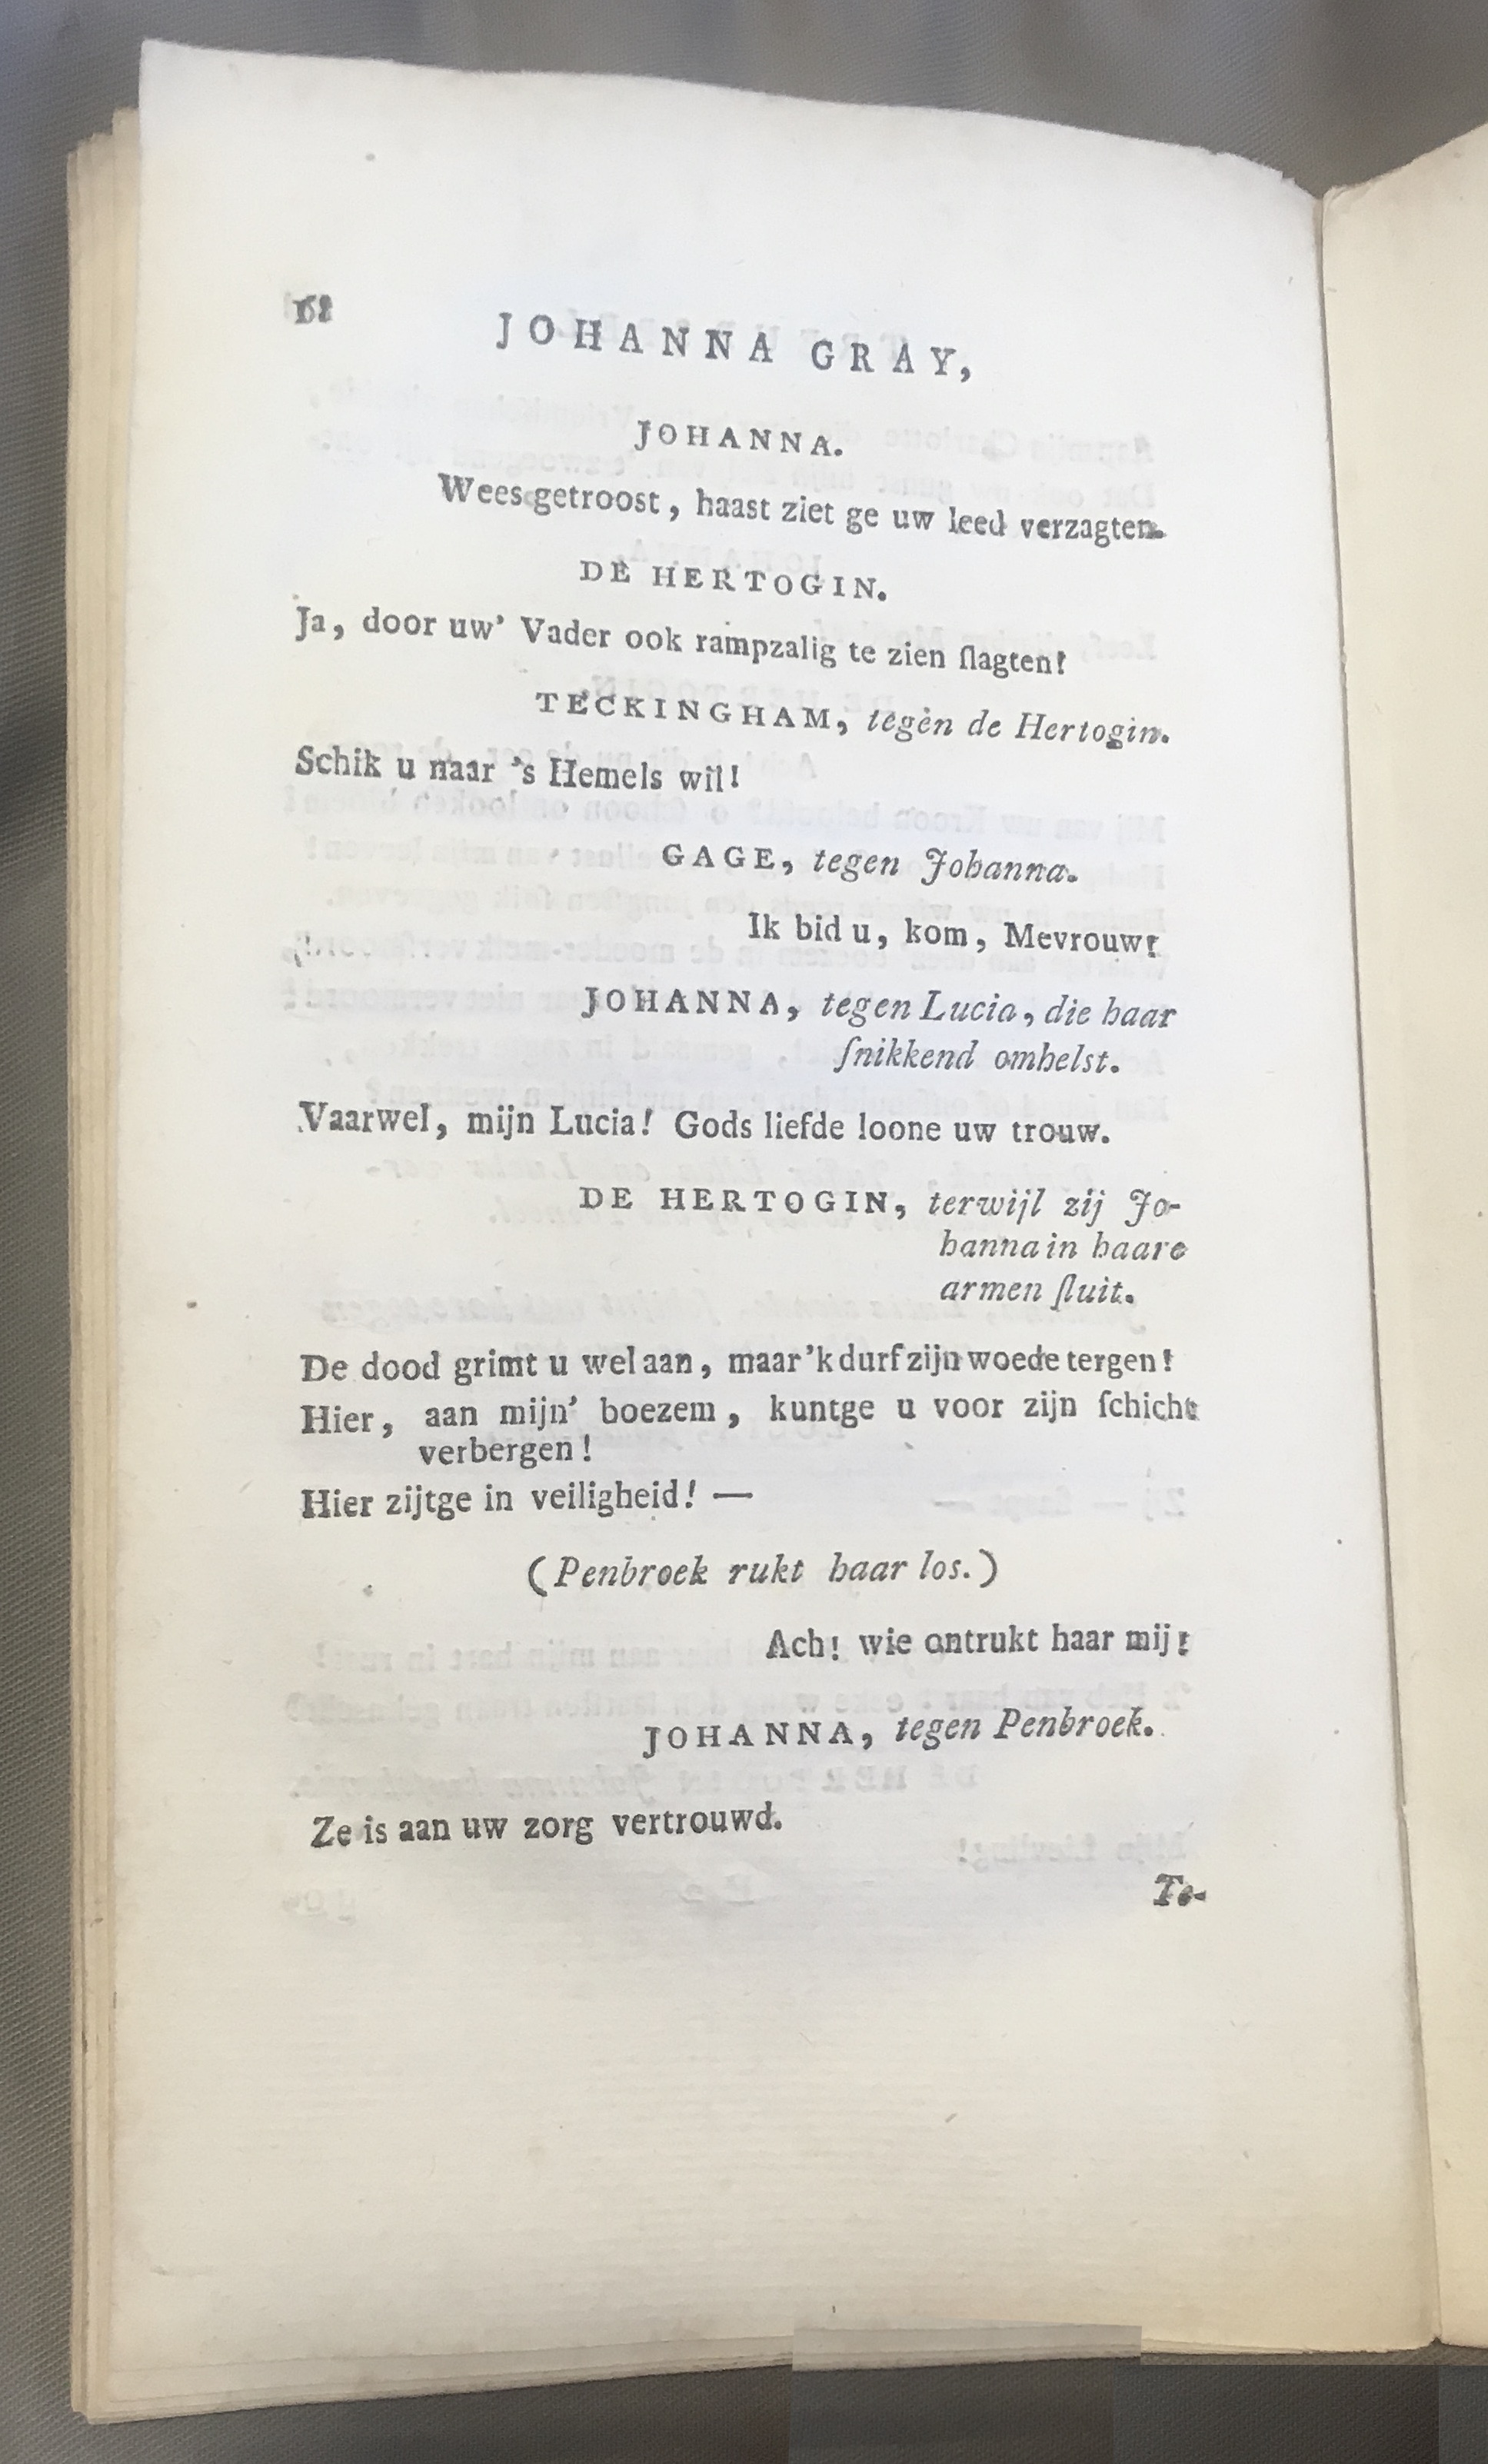 JOHANNA GRAY,
JOHANNA.
Wees getroost, haast ziet ge uw leed verzagten.
DE HERTOGIN.
Ja, door uw' Vader ook rampzalig te zien ſlagten!
TECKINGHAM, tegen de Hertogin.
Schik u naar 's Hemels wil!
GAGE, tegen Johanna.
Ik bid u, kom, Mevrouw!
JOHANNA, tegen Lucia, die haar
ſnikkend omhelst.
Vaarwel, mijn Lucia! Gods liefde loone uw trouw.
DE HERTOGIN, terwijl zij Jo-
hanna in haare
armen ſluit.
De dood grimt u wel aan, maar 'k durf zijn woede tergen!
Hier, aan mijn' boezem, kuntge u voor zijn ſchicht
verbergen!
Hier zijtge in veiligheid! —
(Penbroek rukt haar los.)
Ach! wie ontrukt haar mij!
JOHANNA, tegen Penbroek.
Ze is aan uw zorg vertrouwd.
Te-